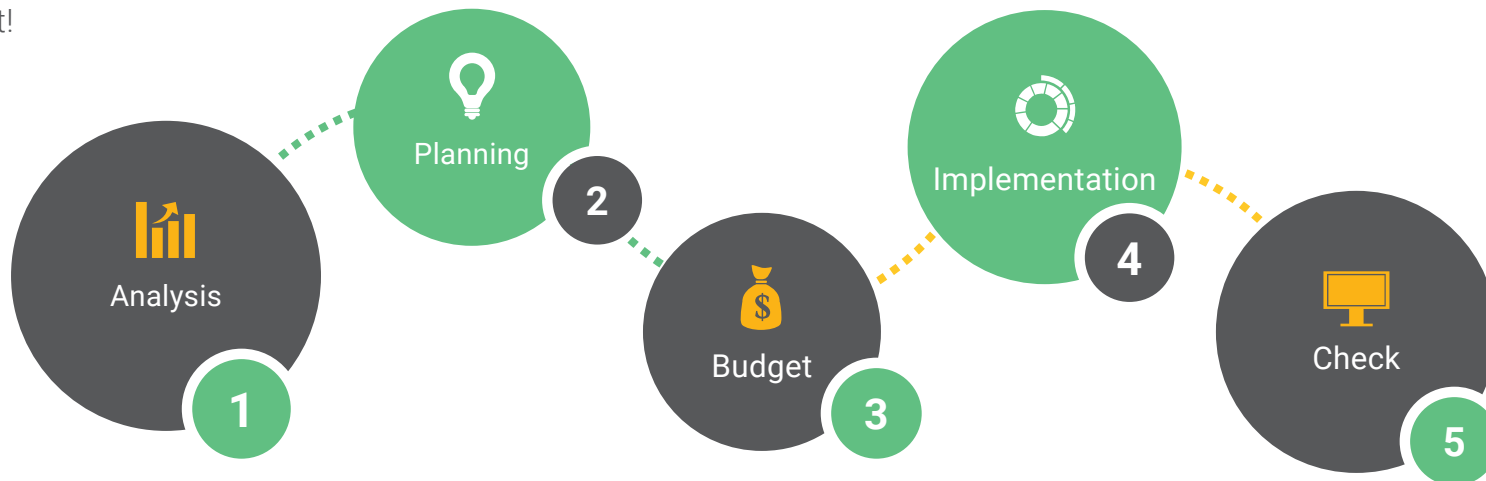 t!
Analysis
1
Planning
2
Budget
$
3
Implementation
4
Check
5